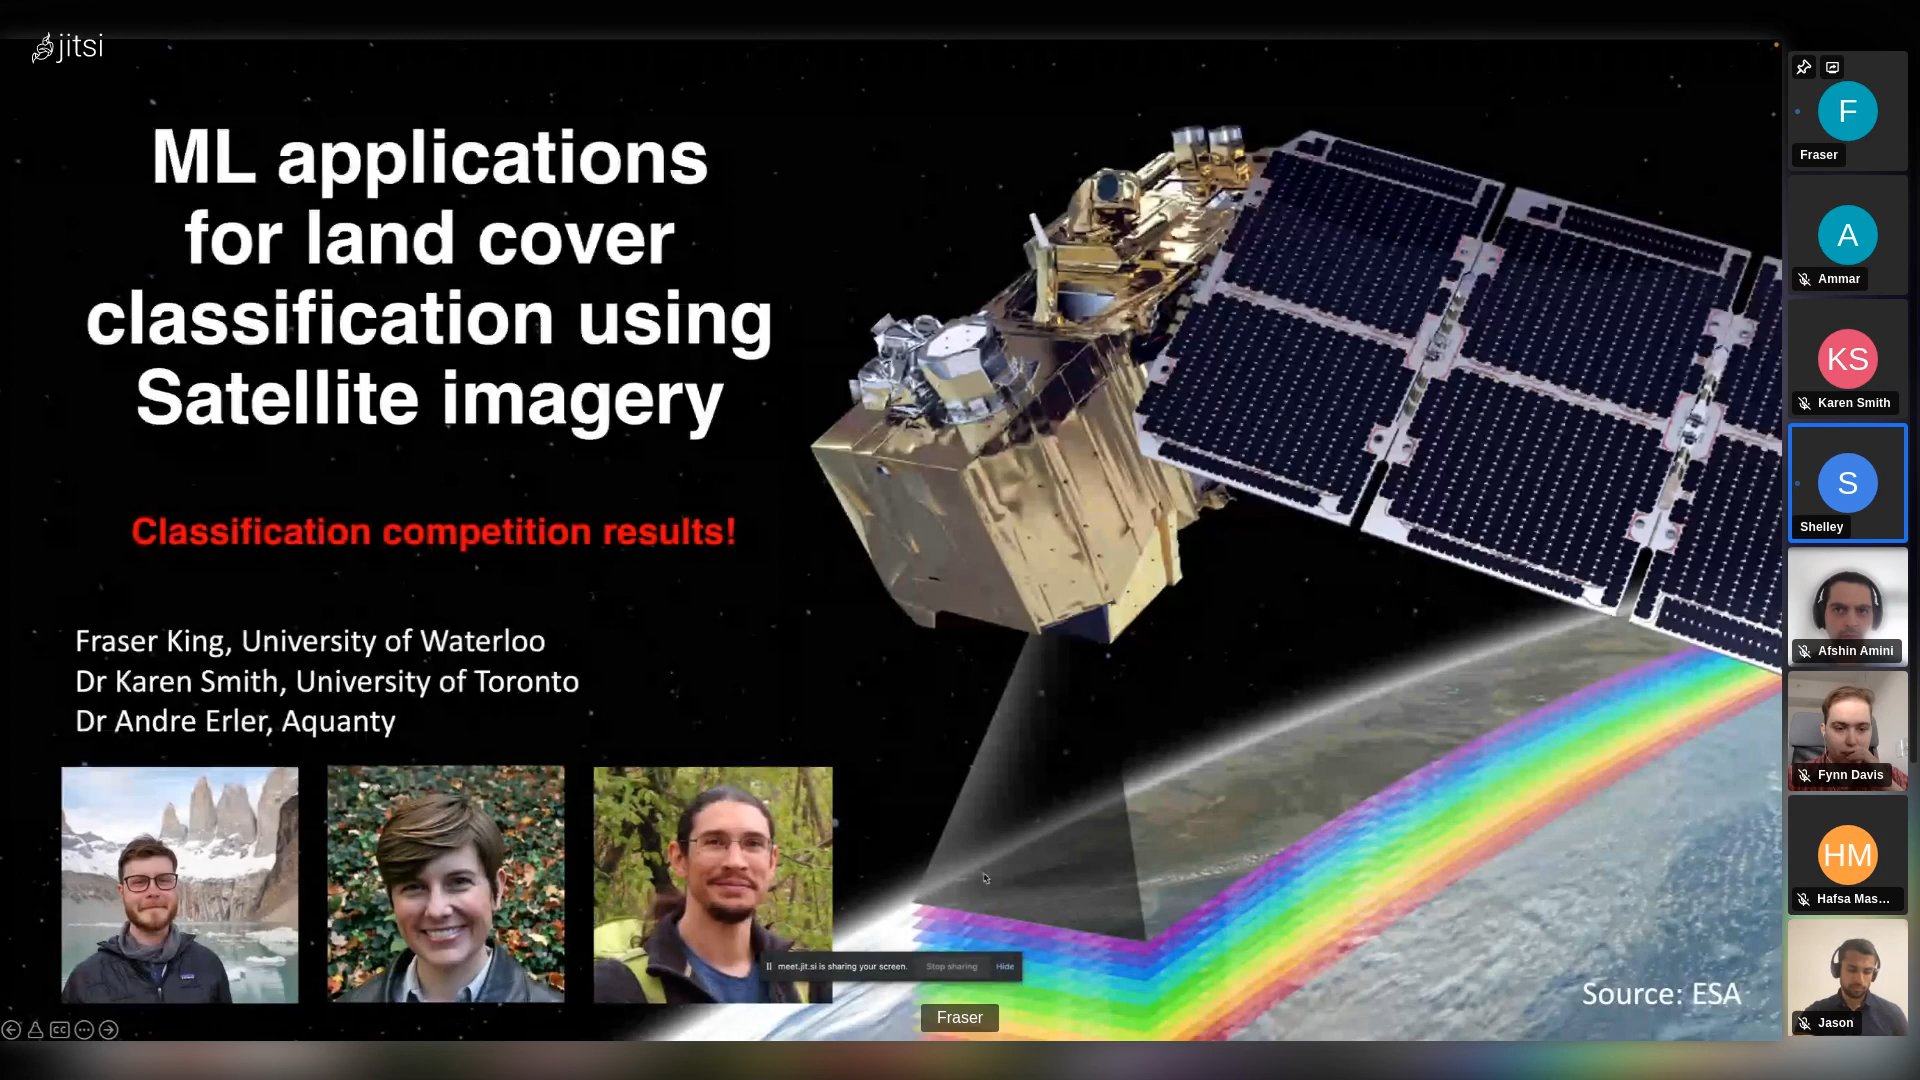 jitsi
ML applications
for land cover
classification using
Satellite imagery
Classification competition results!
Fraser King, University of Waterloo
Dr Karen Smith, University of Toronto
Dr Andre Erler, Aquanty
meet.jit.si is sharing your screen. Stop sharing Hide
Fraser
Source: ESA
CC
F
Fraser
A
Ammar
KS
Karen Smith
S
Shelley
Afshin Amini
Fynn Davis
HM
Hafsa Mas...
Jason